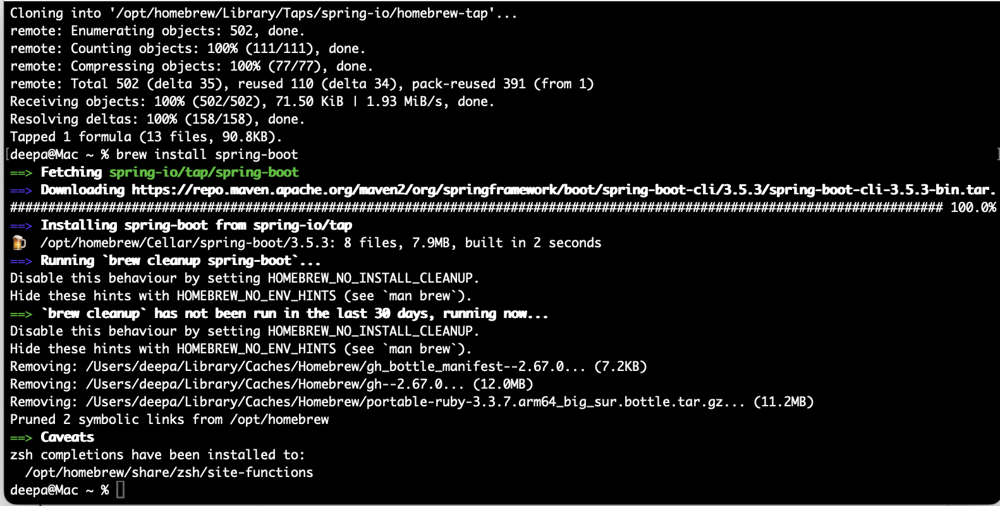 Cloning into '/opt/homebrew/Library/Taps/spring-io/homebrew-tap'...
remote: Enumerating objects: 502, done.
remote: Counting objects: 100% (111/111), done.
remote: Compressing objects: 100% (77/77), done.
remote: Total 502 (delta 35), reused 110 (delta 34), pack-reused 391 (from 1)
Receiving objects: 100% (502/502), 71.50 KiB | 1.93 MiB/s, done.
Resolving deltas: 100% (158/158), done.
Tapped 1 formula (13 files, 90.8KB).
[deepa@Mac ~ % brew install spring-boot ]
==> Fetching spring-io/tap/spring-boot
==> Downloading https://repo.maven.apache.org/maven2/org/springframework/boot/spring-boot-cli/3.5.3/spring-boot-cli-3.5.3-bin.tar.
########################################################################################################################## 100.0%
==> Installing spring-boot from spring-io/tap
🍺  /opt/homebrew/Cellar/spring-boot/3.5.3: 8 files, 7.9MB, built in 2 seconds
==> Running `brew cleanup spring-boot`...
Disable this behaviour by setting HOMEBREW_NO_INSTALL_CLEANUP.
Hide these hints with HOMEBREW_NO_ENV_HINTS (see `man brew`).
==> `brew cleanup` has not been run in the last 30 days, running now...
Disable this behaviour by setting HOMEBREW_NO_INSTALL_CLEANUP.
Hide these hints with HOMEBREW_NO_ENV_HINTS (see `man brew`).
Removing: /Users/deepa/Library/Caches/Homebrew/gh_bottle_manifest--2.67.0... (7.2KB)
Removing: /Users/deepa/Library/Caches/Homebrew/gh--2.67.0... (12.0MB)
Removing: /Users/deepa/Library/Caches/Homebrew/portable-ruby-3.3.7.arm64_big_sur.bottle.tar.gz... (11.2MB)
Pruned 2 symbolic links from /opt/homebrew
==> Caveats
zsh completions have been installed to:
  /opt/homebrew/share/zsh/site-functions
deepa@Mac ~ %